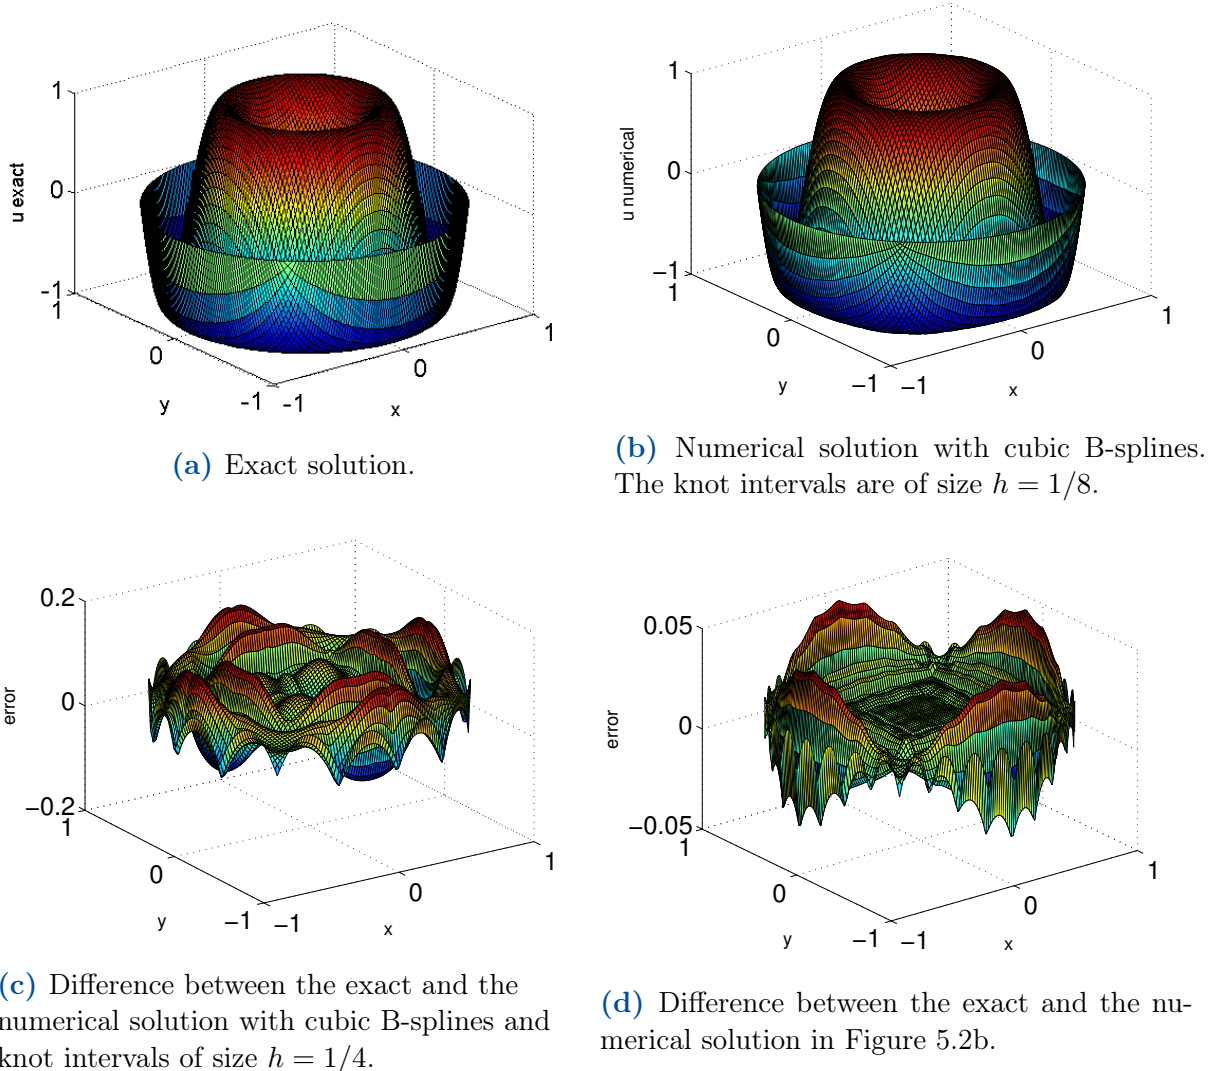 1
0
-1
u exact
1
0
-1
y
-1
x
0
1
(a) Exact solution.
1
0
−1
u numerical
1
0
−1
y
−1
x
0
1
(b) Numerical solution with cubic B-splines.
The knot intervals are of size h = 1/8.
0.2
0
−0.2
error
1
0
−1
y
−1
x
0
1
(c) Difference between the exact and the
numerical solution with cubic B-splines and
knot intervals of size h = 1/4.
0.05
0
−0.05
error
1
0
−1
y
−1
x
0
1
(d) Difference between the exact and the nu-
merical solution in Figure 5.2b.